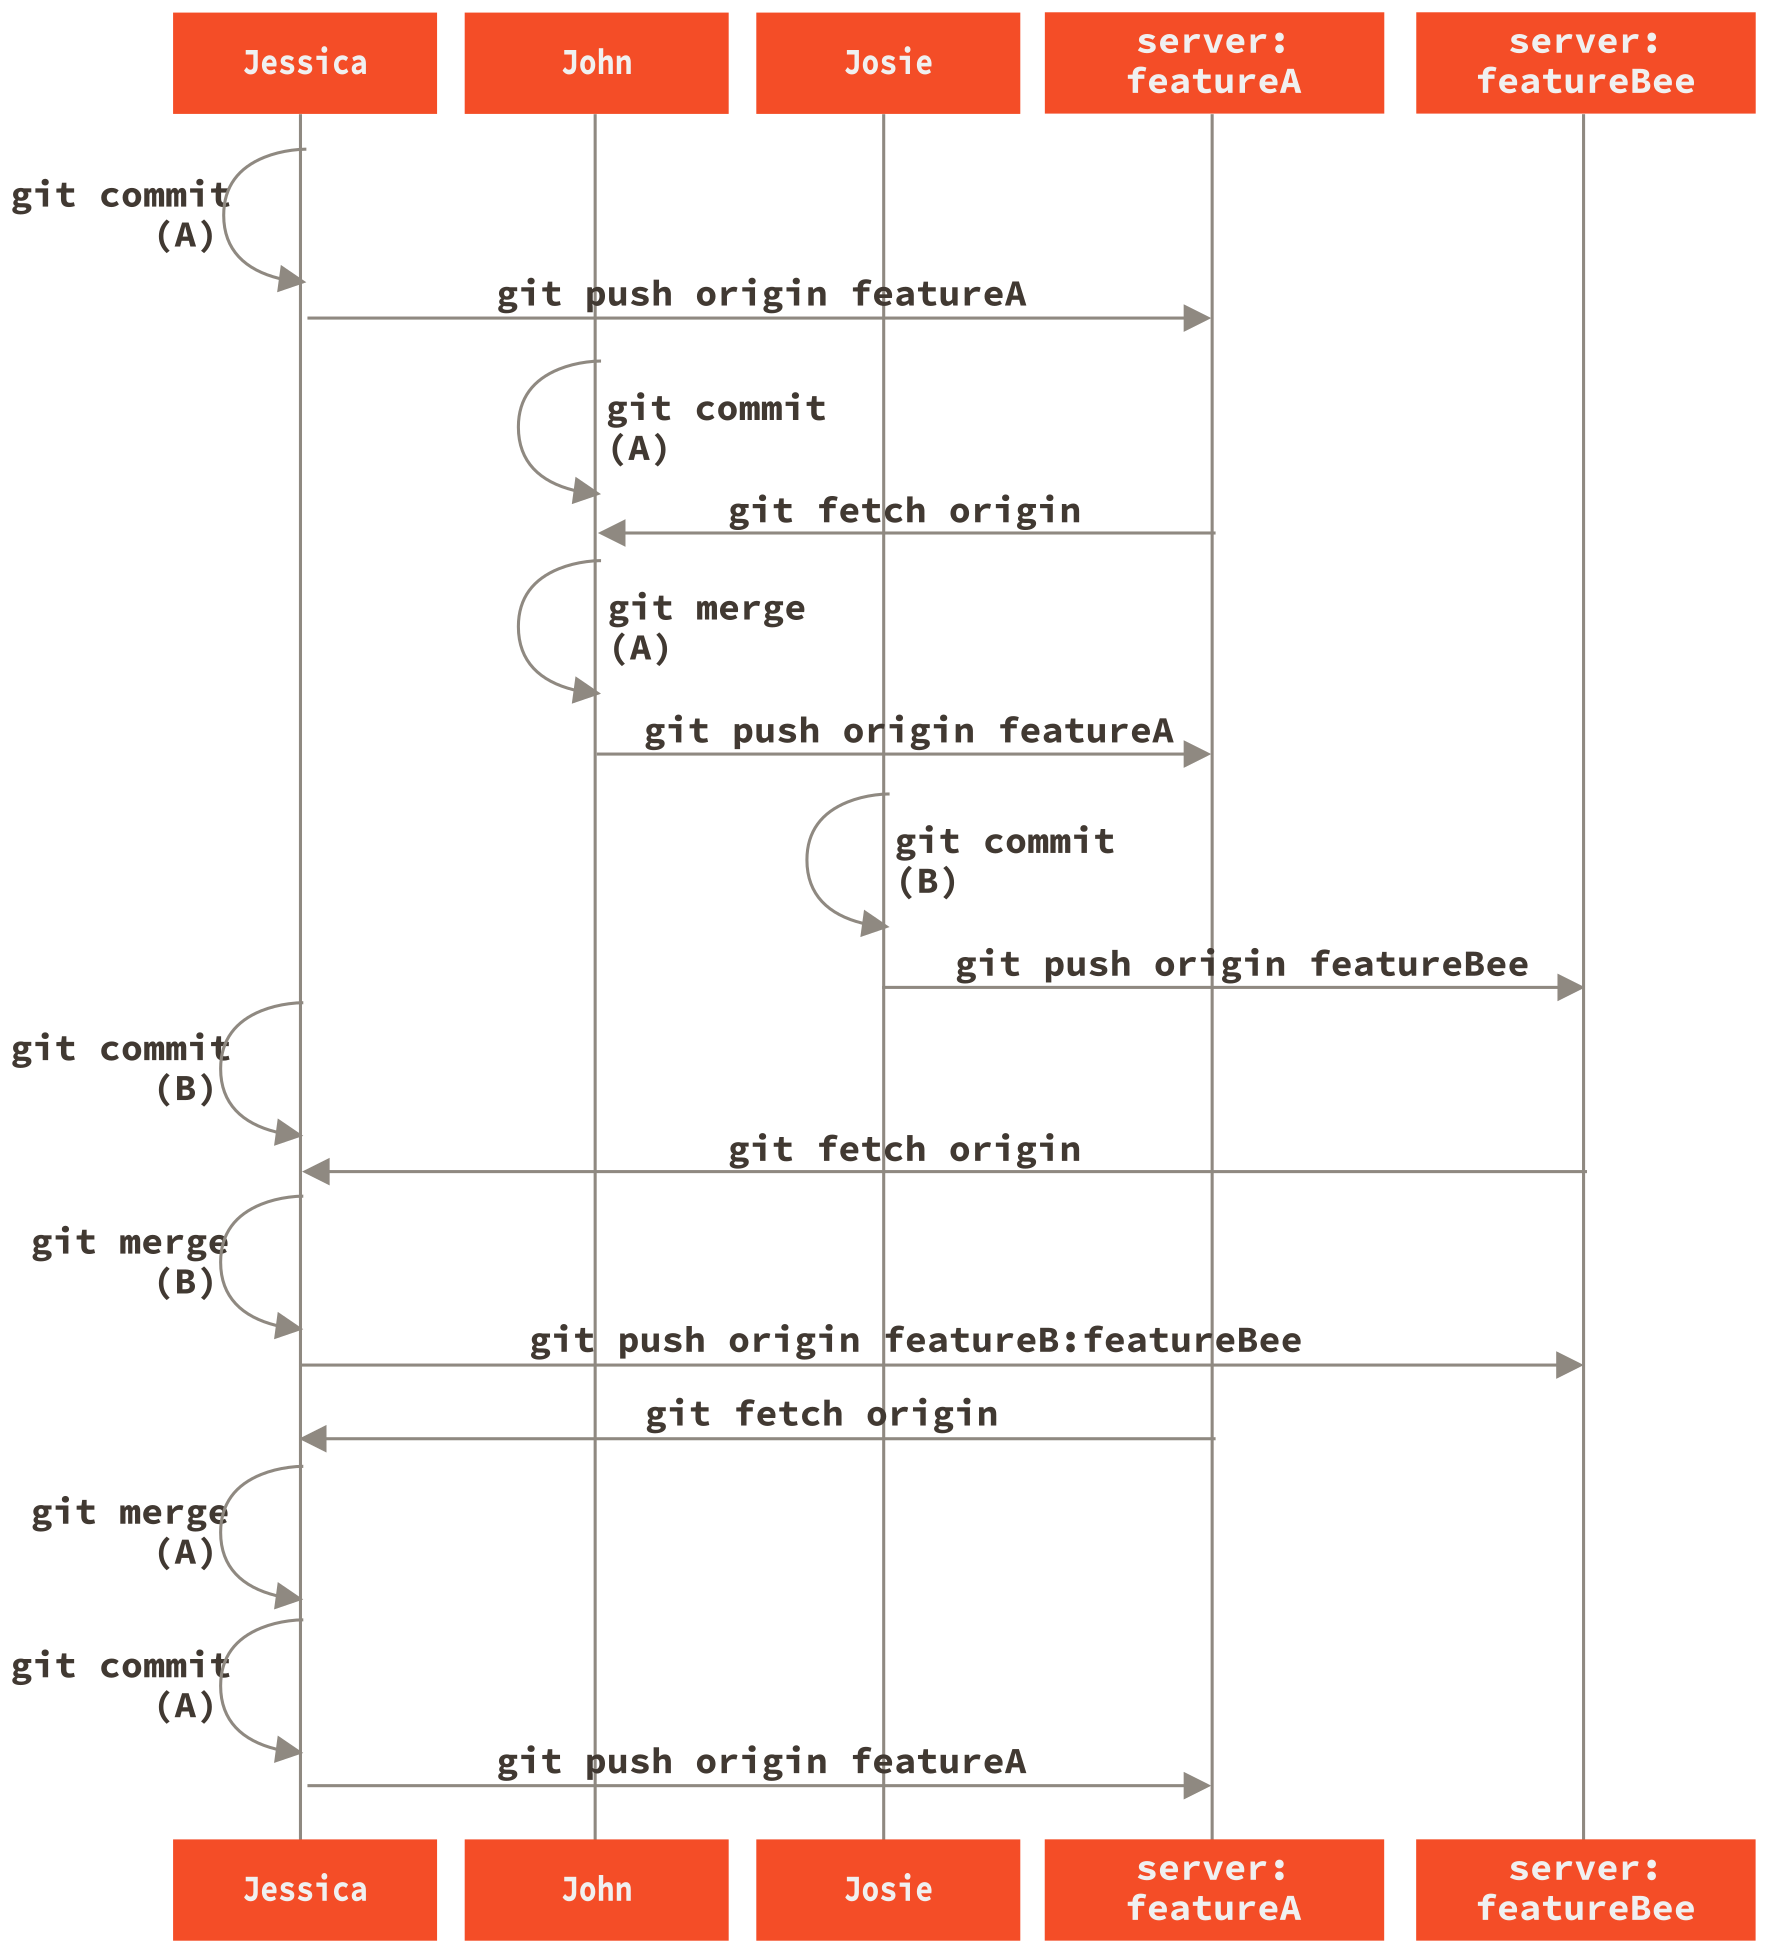 Jessica
John
Josie
server:
featureA
server:
featureBee
git commit
(A)
git push origin featureA
git commit
(A)
git fetch origin
git merge
(A)
git push origin featureA
git commit
(B)
git push origin featureBee
git commit
(B)
git fetch origin
git merge
(B)
git push origin featureB:featureBee
git fetch origin
git merge
(A)
git commit
(A)
git push origin featureA
Jessica
John
Josie
server:
featureA
server:
featureBee